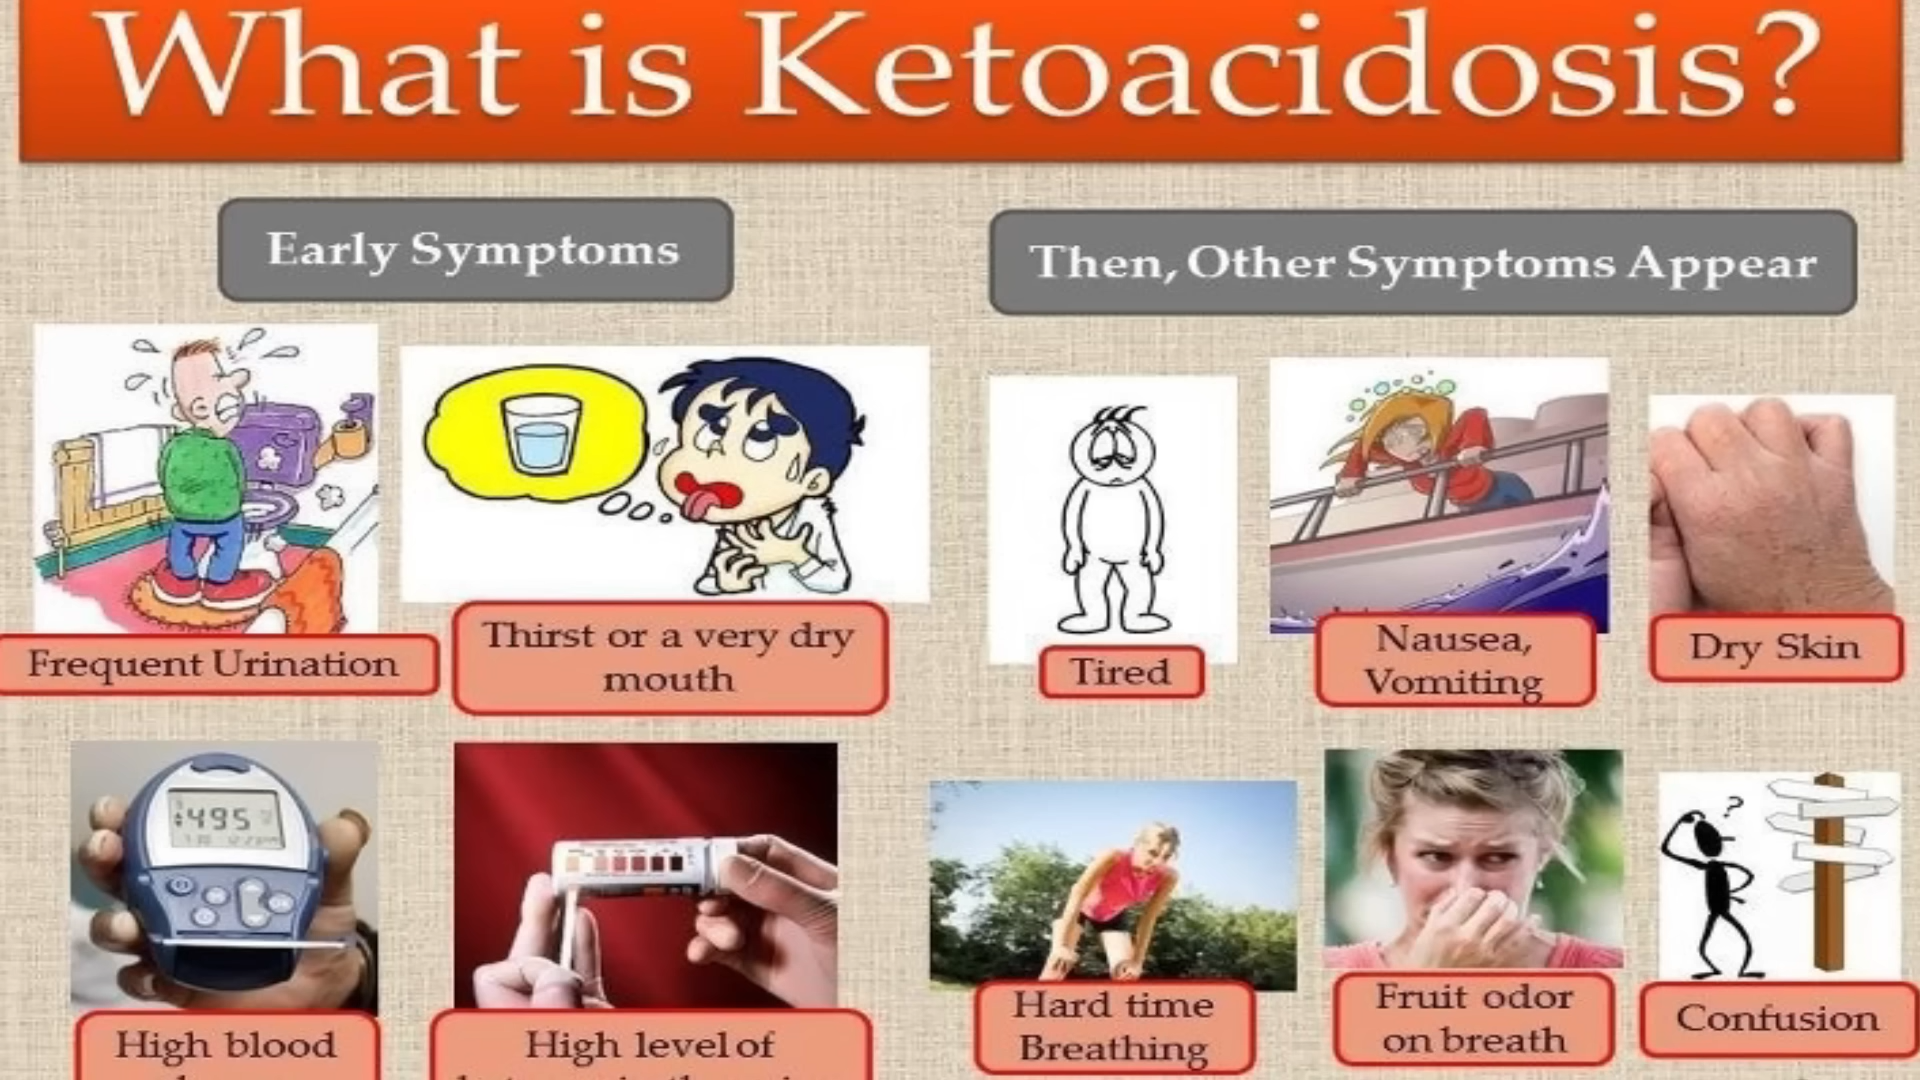 What is Ketoacidosis?
Early Symptoms
Then, Other Symptoms Appear
Frequent Urination
Thirst or a very dry
mouth
Tired
Nausea,
Vomiting
Dry Skin
495
?
High blood
High level of
Hard time
Breathing
Fruit odor
on breath
Confusion